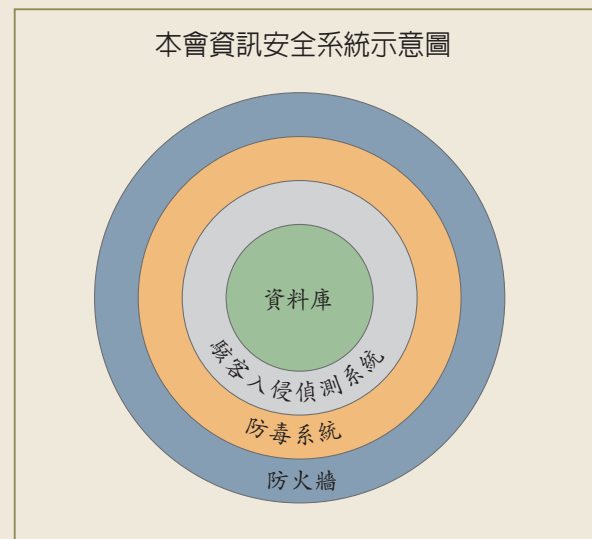 本會資訊安全系統示意圖
資料庫
駭客入侵偵測系統
防毒系統
防火牆